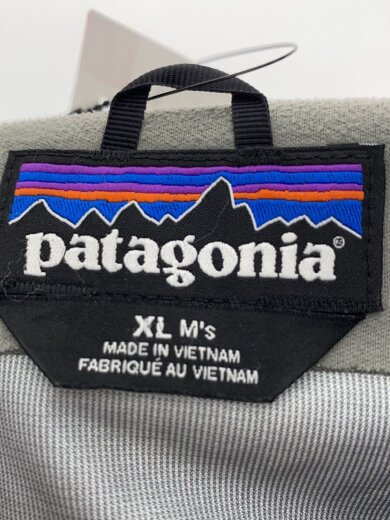 patagonia®
XL M's
MADE IN VIETNAM
FABRIQUÉ AU VIETNAM